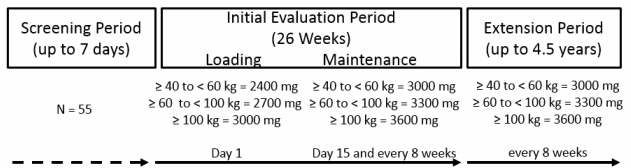 Screening Period
(up to 7 days)
Initial Evaluation Period
(26 Weeks)
Loading
Maintenance
Extension Period
(up to 4.5 years)
N = 55
≥ 40 to < 60 kg = 2400 mg
≥ 60 to < 100 kg = 2700 mg
≥ 100 kg = 3000 mg
≥ 40 to < 60 kg = 3000 mg
≥ 60 to < 100 kg = 3300 mg
≥ 100 kg = 3600 mg
≥ 40 to < 60 kg = 3000 mg
≥ 60 to < 100 kg = 3300 mg
≥ 100 kg = 3600 mg
Day 1
Day 15 and every 8 weeks
every 8 weeks